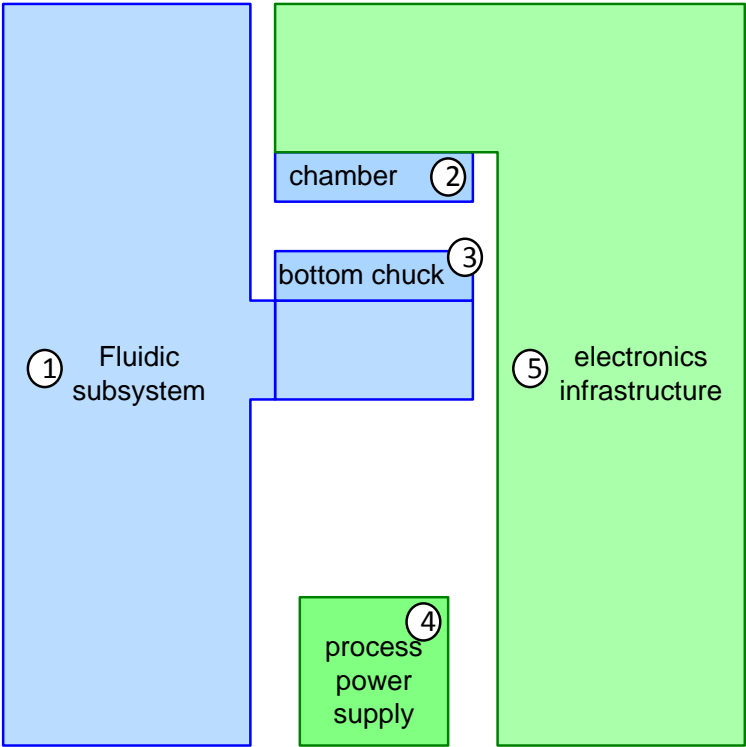 chamber 2
3
bottom chuck
1 Fluidic
subsystem
5 electronics
infrastructure
4
process
power
supply